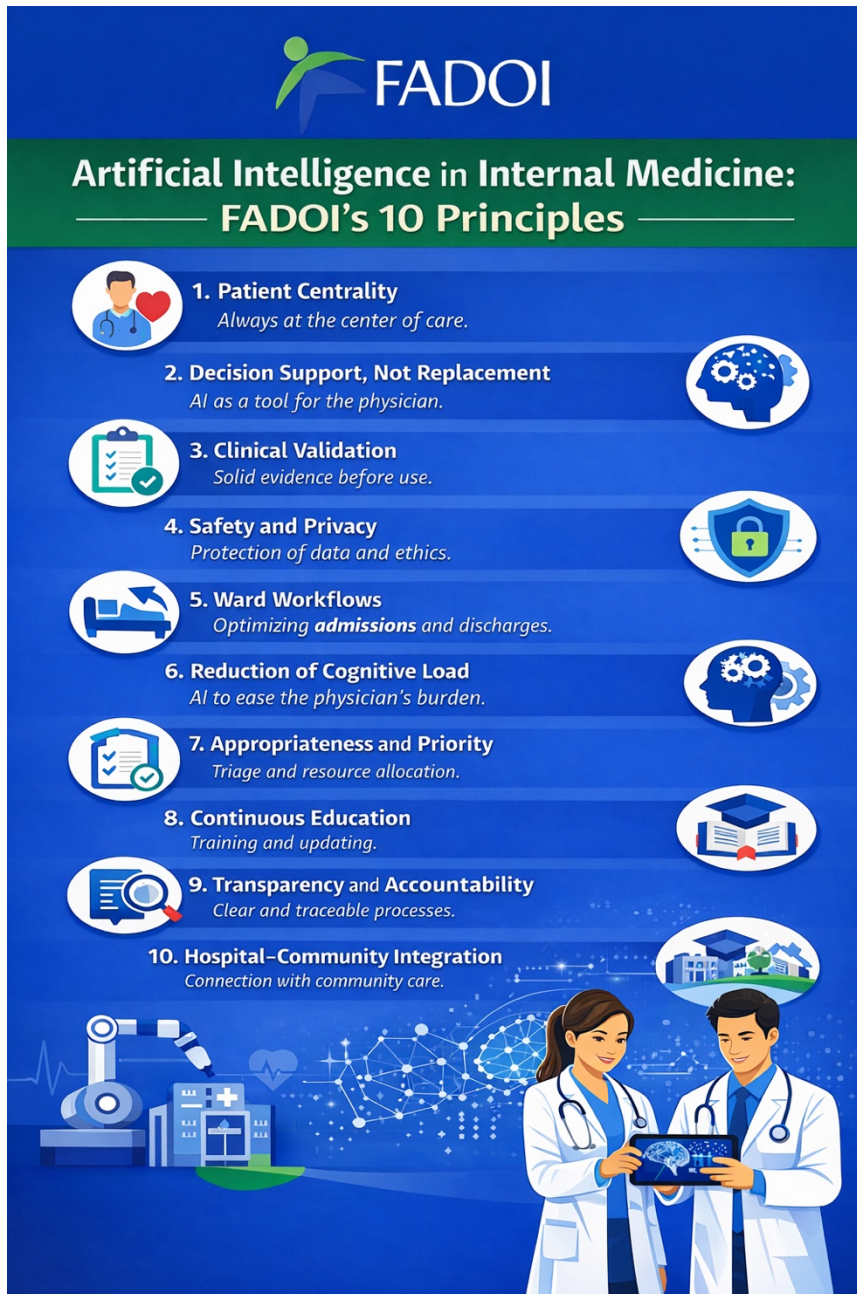 FADOI
Artificial Intelligence in Internal Medicine:
FADOI's 10 Principles
1. Patient Centrality
Always at the center of care.
2. Decision Support, Not Replacement
AI as a tool for the physician.
3. Clinical Validation
Solid evidence before use.
4. Safety and Privacy
Protection of data and ethics.
5. Ward Workflows
Optimizing admissions and discharges.
6. Reduction of Cognitive Load
AI to ease the physician's burden.
7. Appropriateness and Priority
Triage and resource allocation.
8. Continuous Education
Training and updating.
9. Transparency and Accountability
Clear and traceable processes.
10. Hospital–Community Integration
Connection with community care.